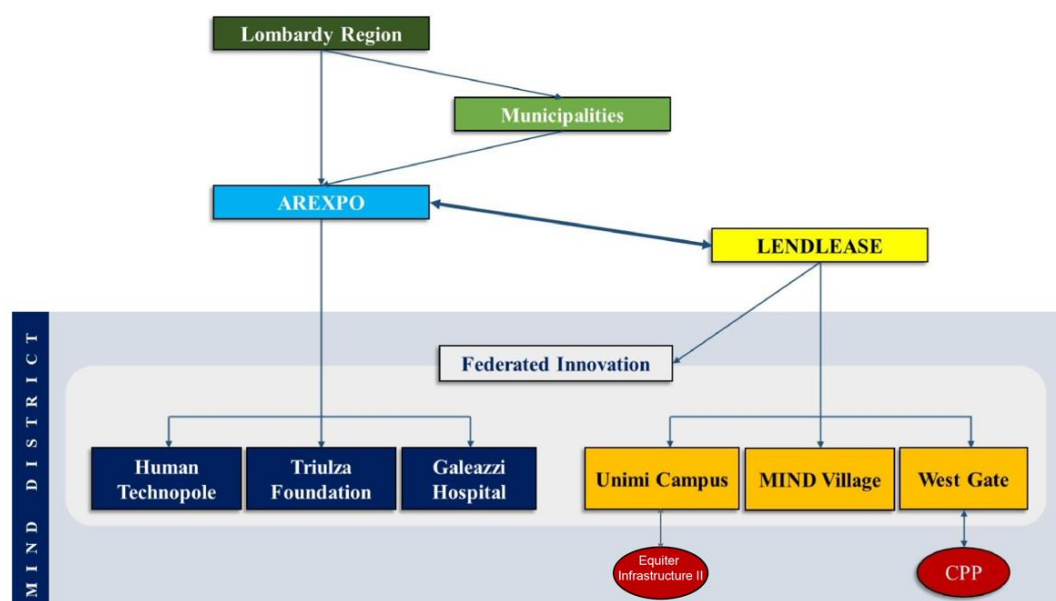 Lombardy Region
Municipalities
AREXPO
LENDLEASE
MIND DISTRICT
Federated Innovation
Human
Technopole
Triulza
Foundation
Galeazzi
Hospital
Unimi Campus
MIND Village
West Gate
Equiter
Infrastructure II
CPP